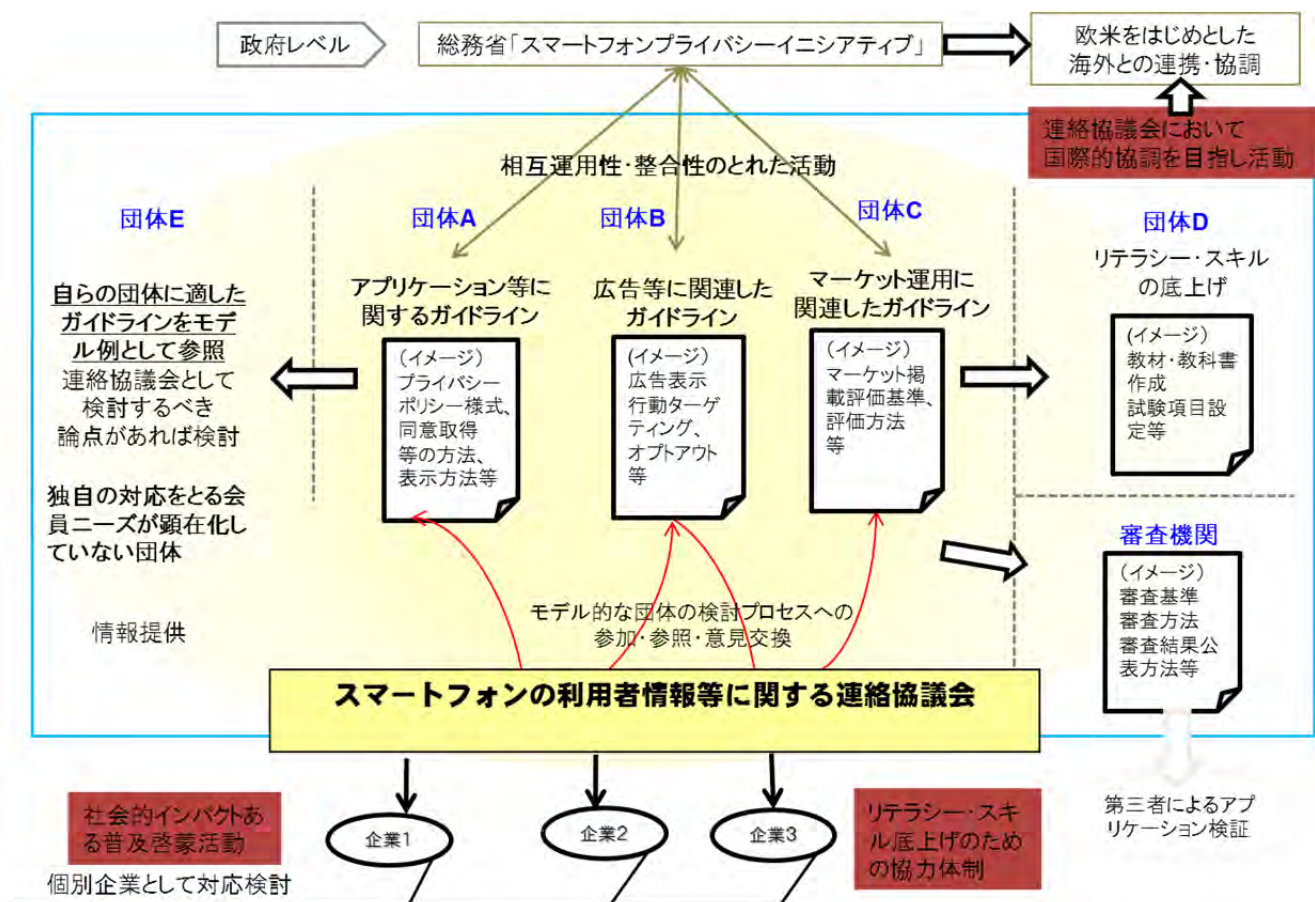 政府レベル
総務省「スマートフォンプライバシーイニシアティブ」
欧米をはじめとした
海外との連携・協調
連絡協議会において
国際的協調を目指し活動
相互運用性・整合性のとれた活動
団体E
自らの団体に適した
ガイドラインをモデ
ル例として参照
連絡協議会として
検討するべき
論点があれば検討
独自の対応をとる会
員ニーズが顕在化し
ていない団体
情報提供
団体A
アプリケーション等に
関するガイドライン
（イメージ）
プライバシー
ポリシー様式、
同意取得
等の方法、
表示方法等
団体B
広告等に関連した
ガイドライン
(イメージ)
広告表示
行動ターゲ
ティング、
オプトアウト
等
団体C
マーケット運用に
関連したガイドライン
（イメージ）
マーケット掲
載評価基準、
評価方法
等
団体D
リテラシー・スキル
の底上げ
(イメージ)
教材・教科書
作成
試験項目設
定等
審査機関
（イメージ）
審査基準
審査方法
審査結果公
表方法等
モデル的な団体の検討プロセスへの
参加・参照・意見交換
スマートフォンの利用者情報等に関する連絡協議会
社会的インパクトあ
る普及啓蒙活動
個別企業として対応検討
企業1
企業2
企業3
リテラシー・スキ
ル底上げのため
の協力体制
第三者によるアプ
リケーション検証